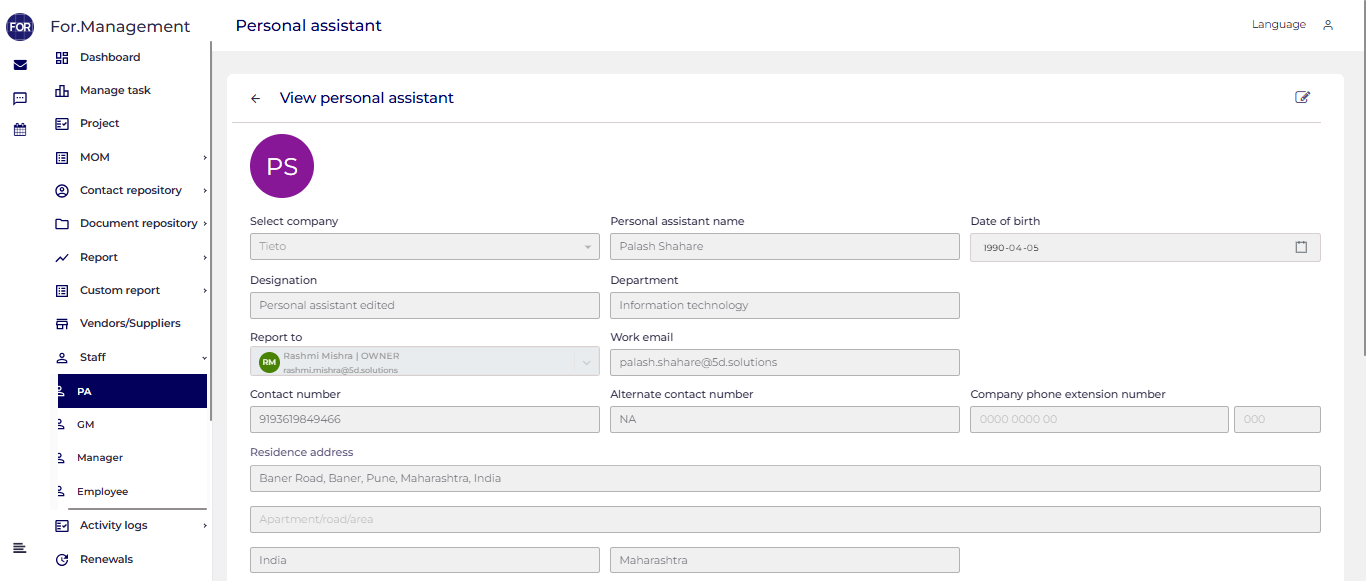 FOR For.Management
Personal assistant
Language
Dashboard
Manage task
Project
MOM
Contact repository
Document repository
Report
Custom report
Vendors/Suppliers
Staff
PA
GM
Manager
Employee
Activity logs
Renewals
View personal assistant
PS
Select company Personal assistant name Date of birth
Tieto Palash Shahare 1990-04-05
Designation Department
Personal assistant edited Information technology
Report to Work email
RM Rashmi Mishra | OWNER
rashmi.mishra@5d.solutions palash.shahare@5d.solutions
Contact number Alternate contact number Company phone extension number
9193619849466 NA 0000 0000 00 000
Residence address
Baner Road, Baner, Pune, Maharashtra, India
Apartment/road/area
India Maharashtra